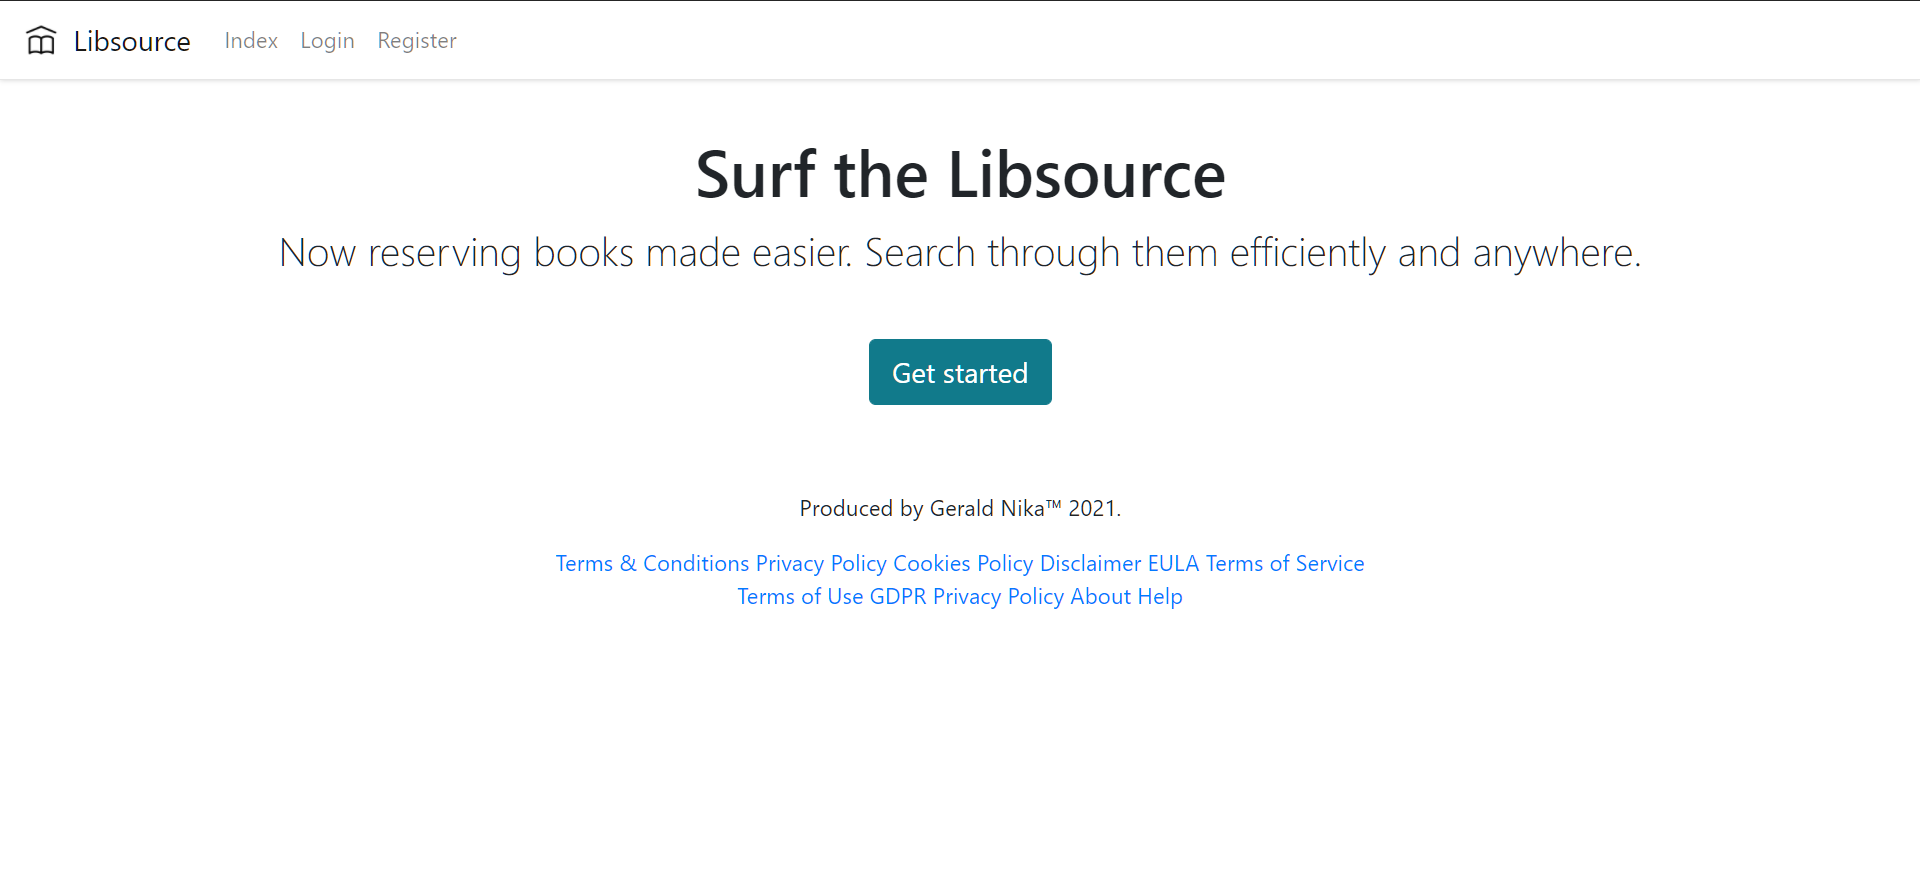 Libsource Index Login Register
Surf the Libsource
Now reserving books made easier. Search through them efficiently and anywhere.
Get started
Produced by Gerald Nika™ 2021.
Terms & Conditions Privacy Policy Cookies Policy Disclaimer EULA Terms of Service
Terms of Use GDPR Privacy Policy About Help